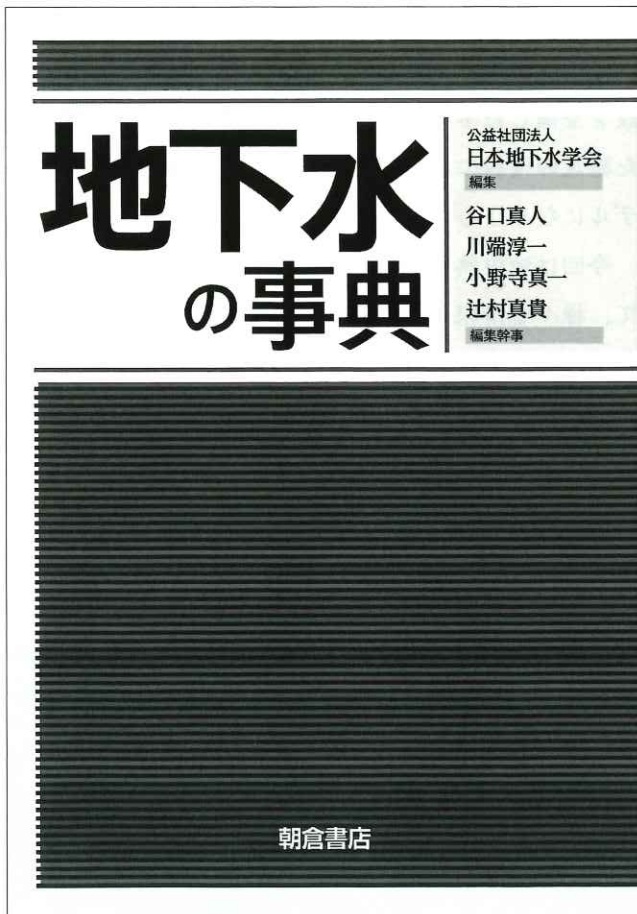 地下水
の事典
公益社団法人
日本地下水学会
編集
谷口真人
川端淳一
小野寺真一
辻村真貴
編集幹事
朝倉書店